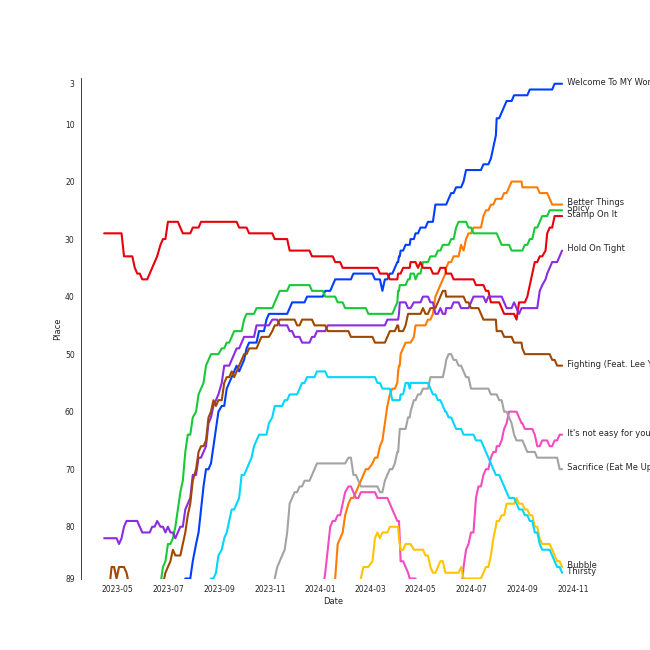 3
10
20
30
40
50
60
70
80
89
Place
2023-05
2023-07
2023-09
2023-11
2024-01
2024-03
2024-05
2024-07
2024-09
2024-11
Date
Welcome To MY Wor
Better Things
Spicy
Stamp On It
Hold On Tight
Fighting (Feat. Lee Y
It's not easy for you
Sacrifice (Eat Me Up
Bubble
Thirsty